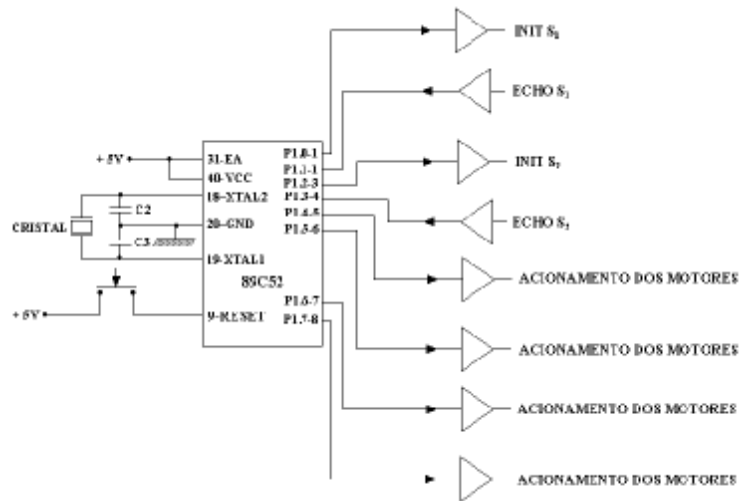 INIT S₁
ECHO S₁
INIT S₂
ECHO S₂
ACIONAMENTO DOS MOTORES
ACIONAMENTO DOS MOTORES
ACIONAMENTO DOS MOTORES
ACIONAMENTO DOS MOTORES
+ 5V
31-EA
40-VCC
18-XTAL2
C2
20-GND
CRISTAL
C3
19-XTAL1
89C52
+5V
9-RESET
P1.0-1
P1.1-1
P1.2-3
P1.3-4
P1.4-5
P1.5-6
P1.6-7
P1.7-8